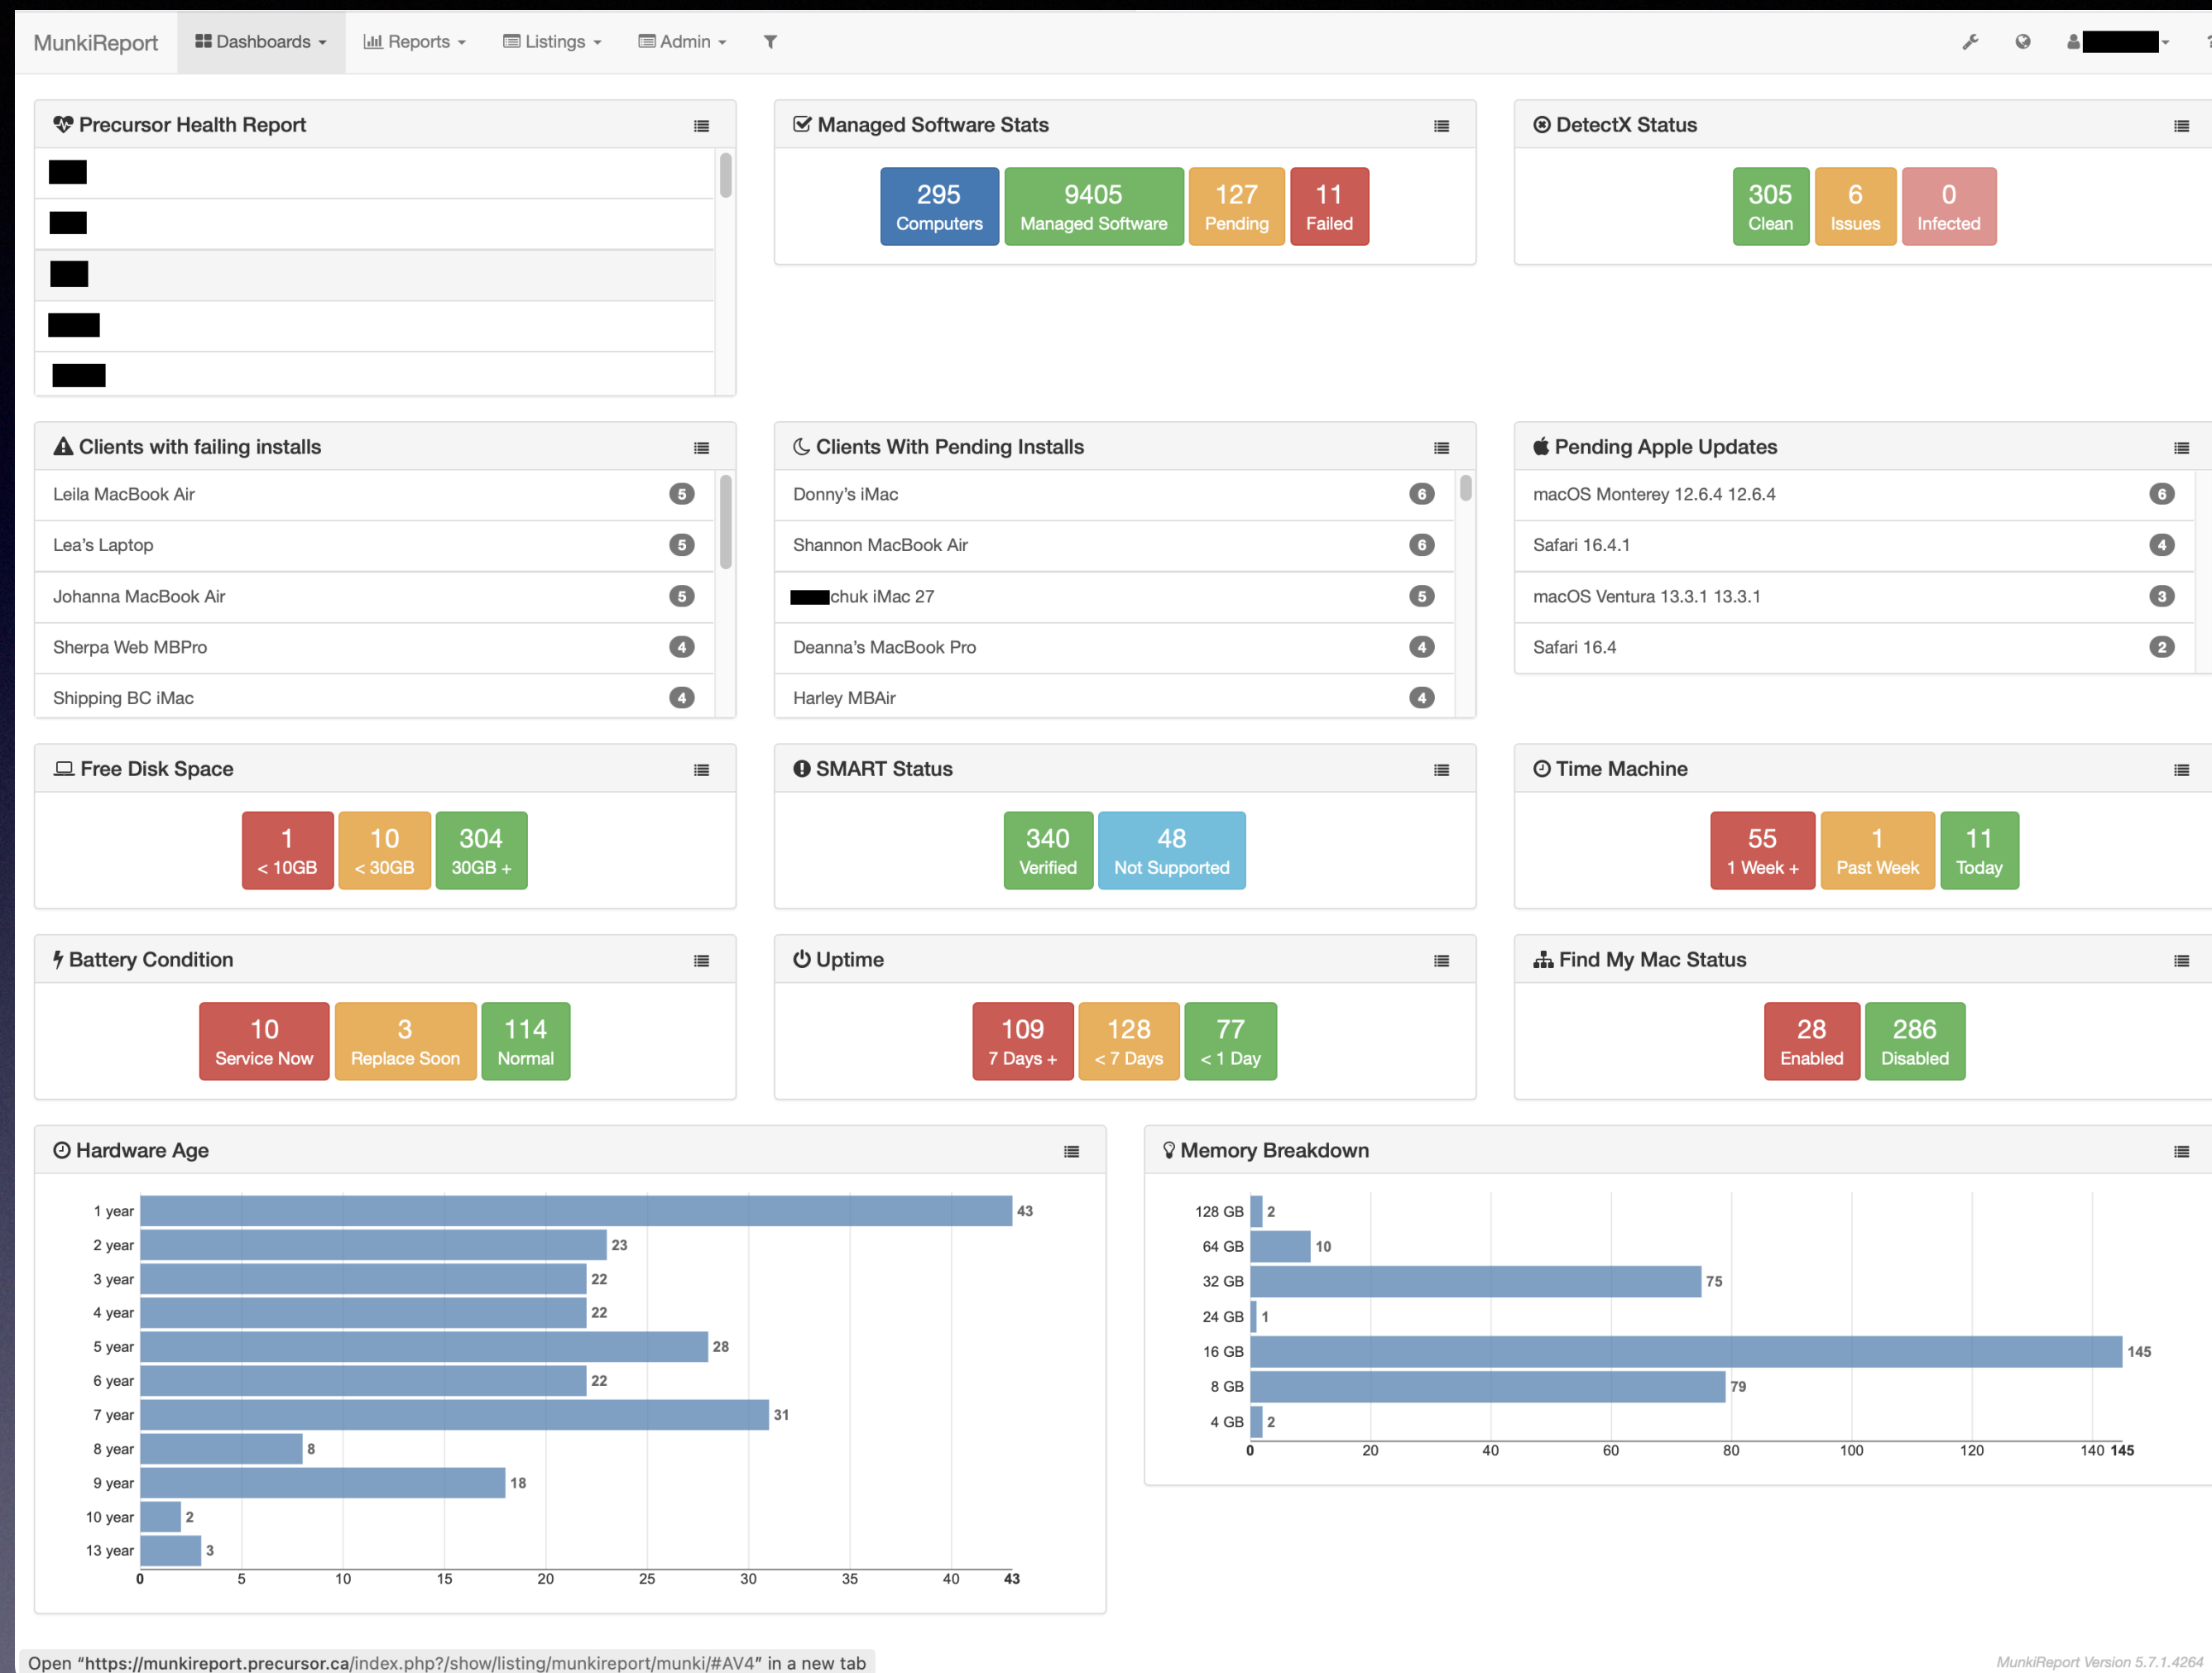 MunkiReport Dashboards Reports Listings Admin
Precursor Health Report
Managed Software Stats
295 Computers
9405 Managed Software
127 Pending
11 Failed
DetectX Status
305 Clean
6 Issues
0 Infected
Clients with failing installs
Leila MacBook Air 5
Lea’s Laptop 5
Johanna MacBook Air 5
Sherpa Web MBPro 4
Shipping BC iMac 4
Clients With Pending Installs
Donny’s iMac 6
Shannon MacBook Air 6
chuk iMac 27 5
Deanna’s MacBook Pro 4
Harley MBAir 4
Pending Apple Updates
macOS Monterey 12.6.4 12.6.4 6
Safari 16.4.1 4
macOS Ventura 13.3.1 13.3.1 3
Safari 16.4 2
Free Disk Space
1 < 10GB
10 < 30GB
304 30GB +
SMART Status
340 Verified
48 Not Supported
Time Machine
55 1 Week +
1 Past Week
11 Today
Battery Condition
10 Service Now
3 Replace Soon
114 Normal
Uptime
109 7 Days +
128 < 7 Days
77 < 1 Day
Find My Mac Status
28 Enabled
286 Disabled
Hardware Age
1 year 43
2 year 23
3 year 22
4 year 22
5 year 28
6 year 22
7 year 31
8 year 8
9 year 18
10 year 2
13 year 3
0 5 10 15 20 25 30 35 40 43
Memory Breakdown
128 GB 2
64 GB 10
32 GB 75
24 GB 1
16 GB 145
8 GB 79
4 GB 2
0 20 40 60 80 100 120 140 145
Open “https://munkireport.precursor.ca/index.php?/show/listing/munkireport/munki/#AV4” in a new tab
MunkiReport Version 5.7.1.4264